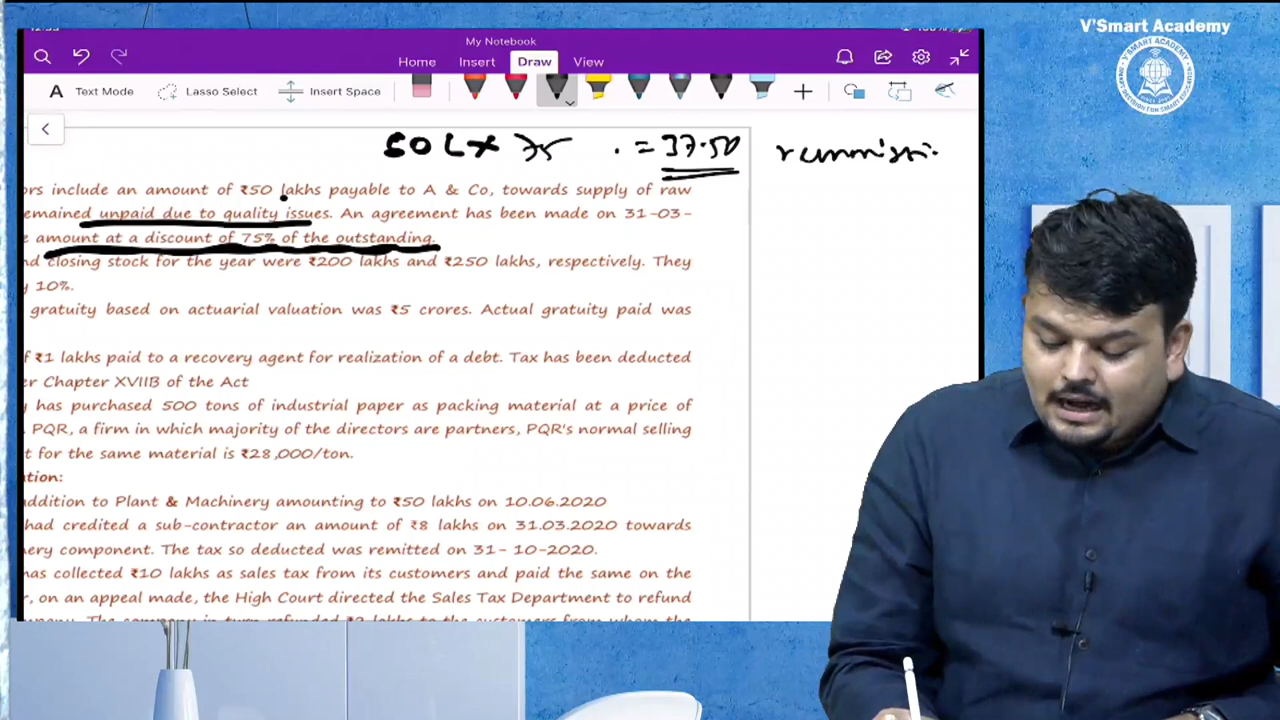 V'Smart Academy
My Notebook
Home Insert Draw View
A Text Mode Lasso Select Insert Space
50 L x 75 . = 37.50 remmissi
ors include an amount of ₹50 lakhs payable to A & Co, towards supply of raw
emained unpaid due to quality issues. An agreement has been made on 31-03-
e amount at a discount of 75% of the outstanding.
nd closing stock for the year were ₹200 lakhs and ₹250 lakhs, respectively. They
y 10%.
gratuity based on actuarial valuation was ₹5 crores. Actual gratuity paid was
f ₹1 lakhs paid to a recovery agent for realization of a debt. Tax has been deducted
er Chapter XVIIB of the Act
y has purchased 500 tons of industrial paper as packing material at a price of
PQR, a firm in which majority of the directors are partners, PQR's normal selling
t for the same material is ₹28,000/ton.
tion:
addition to Plant & Machinery amounting to ₹50 lakhs on 10.06.2020
had credited a sub-contractor an amount of ₹8 lakhs on 31.03.2020 towards
nery component. The tax so deducted was remitted on 31- 10-2020.
has collected ₹10 lakhs as sales tax from its customers and paid the same on the
r, on an appeal made, the High Court directed the Sales Tax Department to refund